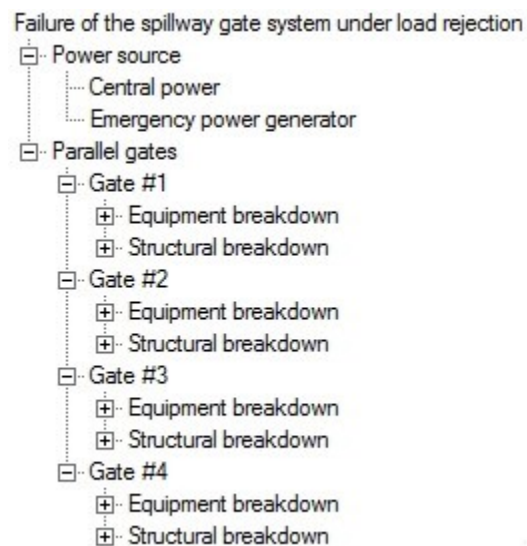 Failure of the spillway gate system under load rejection
Power source
Central power
Emergency power generator
Parallel gates
Gate #1
Equipment breakdown
Structural breakdown
Gate #2
Equipment breakdown
Structural breakdown
Gate #3
Equipment breakdown
Structural breakdown
Gate #4
Equipment breakdown
Structural breakdown